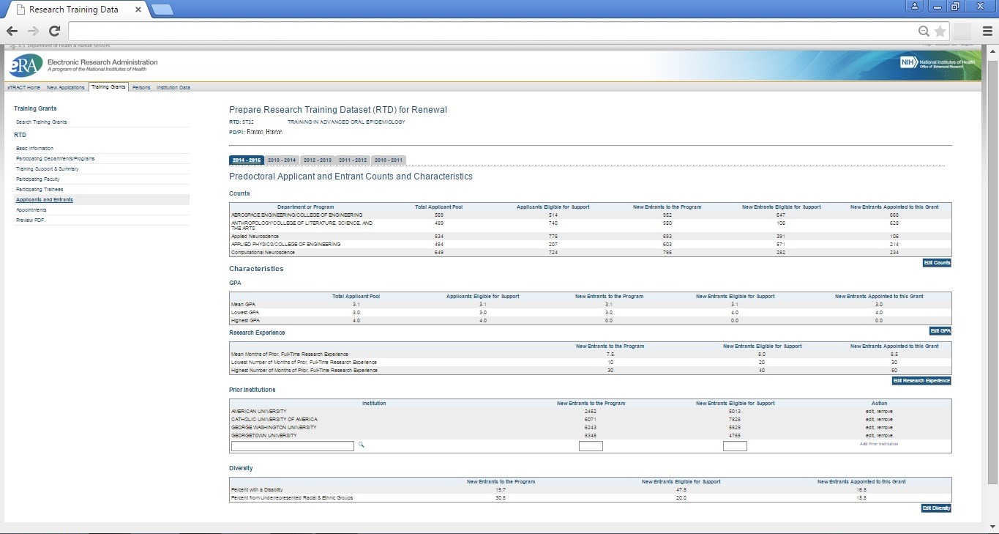 Research Training Data
U.S. Department of Health & Human Services
eRA Electronic Research Administration
A program of the National Institutes of Health
NIH National Institutes of Health
Office of Extramural Research
xTRACT Home New Applications Training Grants Persons Institution Data
Training Grants
Search Training Grants
RTD
Basic Information
Participating Departments/Programs
Training Support & Summary
Participating Faculty
Participating Trainees
Applicants and Entrants
Appointments
Preview PDF
Prepare Research Training Dataset (RTD) for Renewal
RTD: 5T32 TRAINING IN ADVANCED ORAL EPIDEMIOLOGY
PD/PI: Banana, Hannah
2014 - 2015 2013 - 2014 2012 - 2013 2011 - 2012 2010 - 2011
Predoctoral Applicant and Entrant Counts and Characteristics
Counts
Department or Program Total Applicant Pool Applicants Eligible for Support New Entrants to the Program New Entrants Eligible for Support New Entrants Appointed to this Grant
AEROSPACE ENGINEERING/COLLEGE OF ENGINEERING 569 514 952 647 668
ANTHROPOLOGY/COLLEGE OF LITERATURE, SCIENCE, AND THE ARTS 489 740 950 106 628
Applied Neuroscience 834 778 693 391 106
APPLIED PHYSICS/COLLEGE OF ENGINEERING 494 207 603 571 214
Computational Neuroscience 649 724 795 282 234
Edit Counts
Characteristics
GPA
Total Applicant Pool Applicants Eligible for Support New Entrants to the Program New Entrants Eligible for Support New Entrants Appointed to this Grant
Mean GPA 3.1 3.1 3.1 3.1 3.0
Lowest GPA 3.0 3.0 3.0 4.0 4.0
Highest GPA 4.0 4.0 0.0 0.0 0.0
Edit GPA
Research Experience
New Entrants to the Program New Entrants Eligible for Support New Entrants Appointed to this Grant
Mean Months of Prior, Full-Time Research Experience 7.5 8.0 8.5
Lowest Number of Months of Prior, Full-Time Research Experience 10 20 30
Highest Number of Months of Prior, Full-Time Research Experience 30 40 50
Edit Research Experience
Prior Institutions
Institution New Entrants to the Program New Entrants Eligible for Support Action
AMERICAN UNIVERSITY 2452 5013 edit, remove
CATHOLIC UNIVERSITY OF AMERICA 6071 7828 edit, remove
GEORGE WASHINGTON UNIVERSITY 6243 5529 edit, remove
GEORGETOWN UNIVERSITY 8348 4755 edit, remove
Add Prior Institution
Diversity
New Entrants to the Program New Entrants Eligible for Support New Entrants Appointed to this Grant
Percent with a Disability 15.7 47.5 16.8
Percent from Underrepresented Racial & Ethnic Groups 30.8 20.0 18.8
Edit Diversity